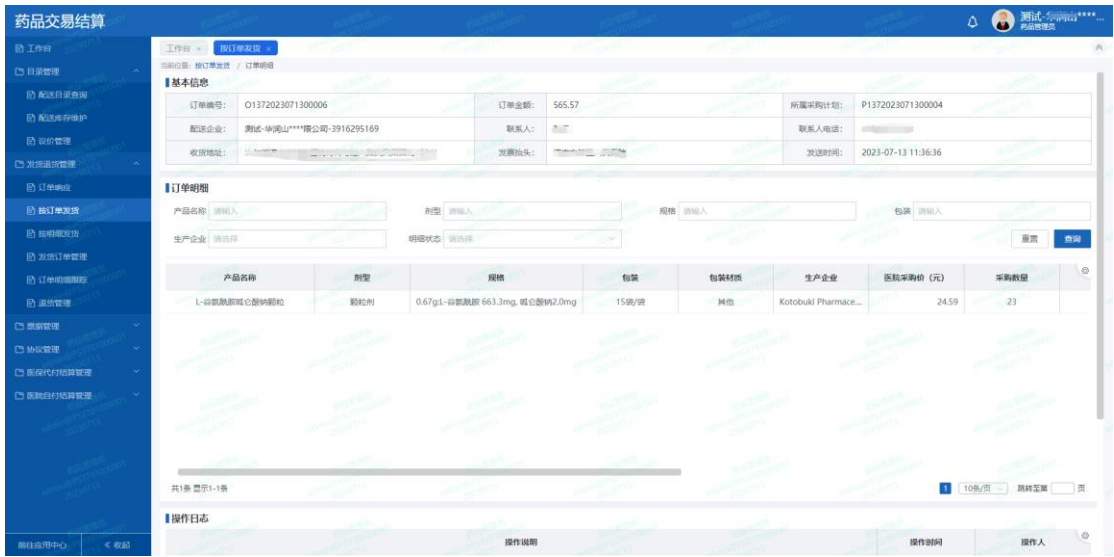 药品交易结算
测试-华润山****...
药品管理员
工作台
目录管理
配送目录查询
配送库存维护
议价管理
发货退货管理
订单响应
按订单发货
按明细发货
发货订单管理
订单明细跟踪
退货管理
票据管理
协议管理
医保代付结算管理
医院自付结算管理
前往应用中心
收起
工作台 ×
按订单发货 ×
当前位置: 按订单发货 / 订单明细
基本信息
订单编号: O1372023071300006 订单金额: 565.57 所属采购计划: P1372023071300004
配送企业: 测试-华润山****限公司-3916295169 联系人: 联系人电话:
收货地址: 发票抬头: 发送时间: 2023-07-13 11:36:36
订单明细
产品名称 请输入 剂型 请输入 规格 请输入 包装 请输入
生产企业 请选择 明细状态 请选择 重置 查询
产品名称 剂型 规格 包装 包装材质 生产企业 医院采购价（元） 采购数量
L-谷氨酰胺呱仑酸钠颗粒 颗粒剂 0.67g:L-谷氨酰胺 663.3mg, 呱仑酸钠2.0mg 15袋/袋 其他 Kotobuki Pharmace... 24.59 23
共1条 显示1-1条
1 10条/页 跳转至第 页
操作日志
操作说明 操作时间 操作人